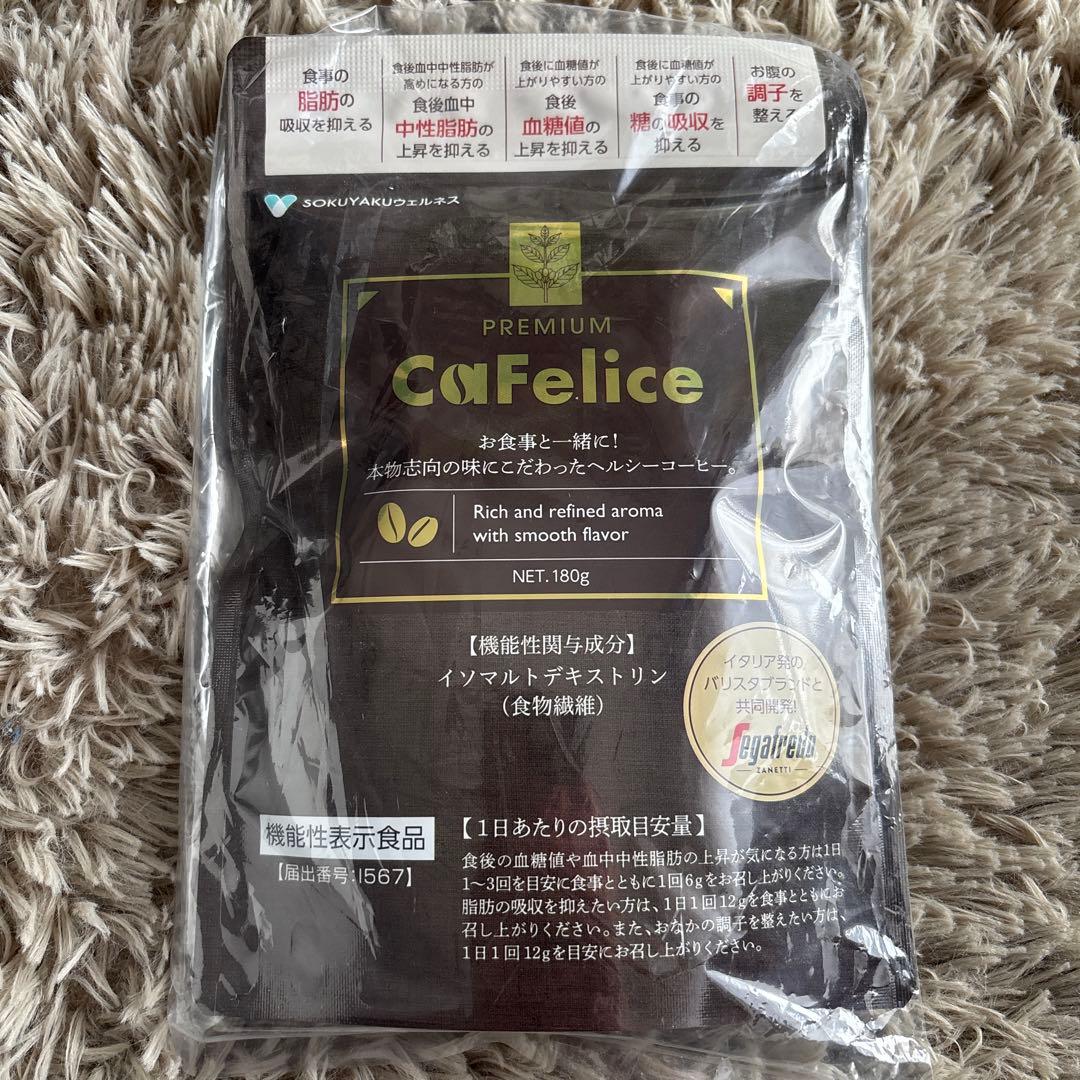 食事の
脂肪の
吸収を抑える
食後血中中性脂肪が
高めになる方の
食後血中
中性脂肪の
上昇を抑える
食後に血糖値が
上がりやすい方の
食後
血糖値の
上昇を抑える
食後に血糖値が
上がりやすい方の
食事の
糖の吸収を
抑える
お腹の
調子を
整える
SOKUYAKUウェルネス
PREMIUM
CaFelice
お食事と一緒に!
本物志向の味にこだわったヘルシーコーヒー。
Rich and refined aroma
with smooth flavor
NET.180g
【機能性関与成分】
イソマルトデキストリン
(食物繊維)
イタリア発の
バリスタブランドと
共同開発!
Segafredo
ZANETTI
機能性表示食品
【届出番号:I567】
【1日あたりの摂取目安量】
食後の血糖値や血中中性脂肪の上昇が気になる方は1日
1〜3回を目安に食事とともに1回6gをお召し上がりください。
脂肪の吸収を抑えたい方は、1日1回12gを食事とともにお
召し上がりください。また、おなかの調子を整えたい方は、
1日1回12gを目安にお召し上がりください。